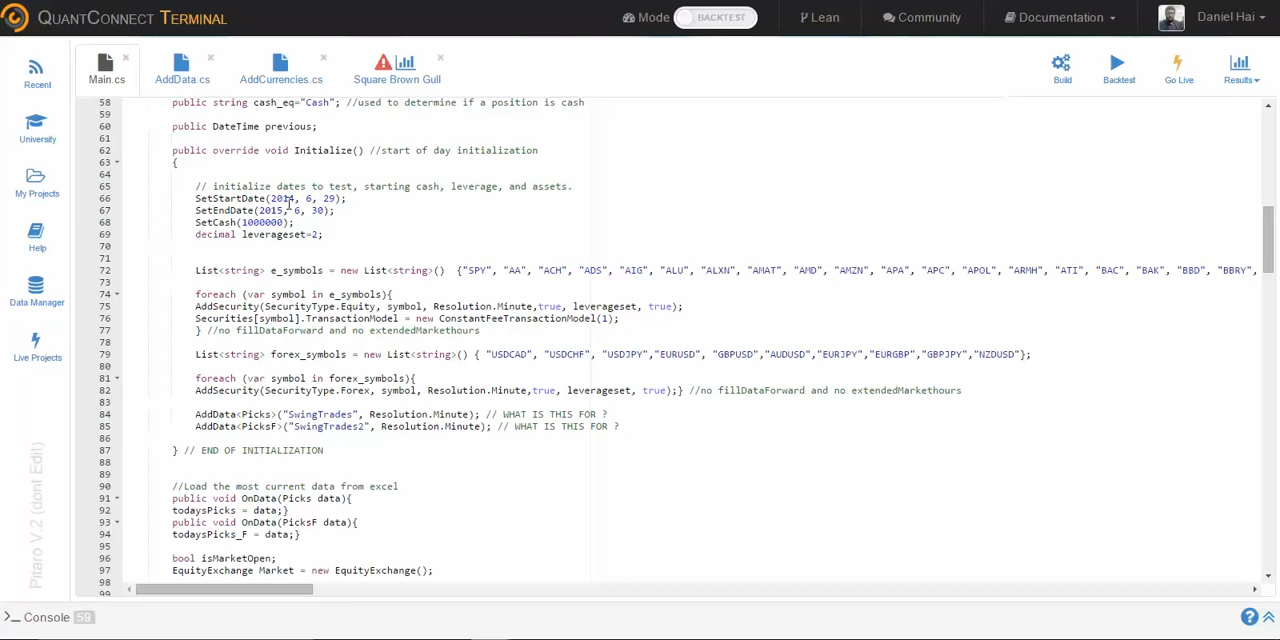 QUANTCONNECT TERMINAL
Mode BACKTEST
Lean
Community
Documentation
Daniel Hai
Main.cs
AddData.cs
AddCurrencies.cs
Square Brown Gull
Build
Backtest
Go Live
Results
Recent
University
My Projects
Help
Data Manager
Live Projects
Pitaro V.2 (dont Edit)
58 public string cash_eq="Cash"; //used to determine if a position is cash
59
60 public DateTime previous;
61
62 public override void Initialize() //start of day initialization
63 {
64
65 // initialize dates to test, starting cash, leverage, and assets.
66 SetStartDate(2014, 6, 29);
67 SetEndDate(2015, 6, 30);
68 SetCash(1000000);
69 decimal leverageset=2;
70
71
72 List<string> e_symbols = new List<string>() {"SPY", "AA", "ACH", "ADS", "AIG", "ALU", "ALXN", "AMAT", "AMD", "AMZN", "APA", "APC", "APOL", "ARMH", "ATI", "BAC", "BAK", "BBD", "BBRY",
73
74 foreach (var symbol in e_symbols){
75 AddSecurity(SecurityType.Equity, symbol, Resolution.Minute,true, leverageset, true);
76 Securities[symbol].TransactionModel = new ConstantFeeTransactionModel(1);
77 } //no fillDataForward and no extendedMarkethours
78
79 List<string> forex_symbols = new List<string>() { "USDCAD", "USDCHF", "USDJPY","EURUSD", "GBPUSD","AUDUSD","EURJPY","EURGBP","GBPJPY","NZDUSD"};
80
81 foreach (var symbol in forex_symbols){
82 AddSecurity(SecurityType.Forex, symbol, Resolution.Minute,true, leverageset, true);} //no fillDataForward and no extendedMarkethours
83
84 AddData<Picks>("SwingTrades", Resolution.Minute); // WHAT IS THIS FOR ?
85 AddData<PicksF>("SwingTrades2", Resolution.Minute); // WHAT IS THIS FOR ?
86
87 } // END OF INITIALIZATION
88
89
90 //Load the most current data from excel
91 public void OnData(Picks data){
92 todaysPicks = data;}
93 public void OnData(PicksF data){
94 todaysPicks_F = data;}
95
96 bool isMarketOpen;
97 EquityExchange Market = new EquityExchange();
98
99
>_ Console 59